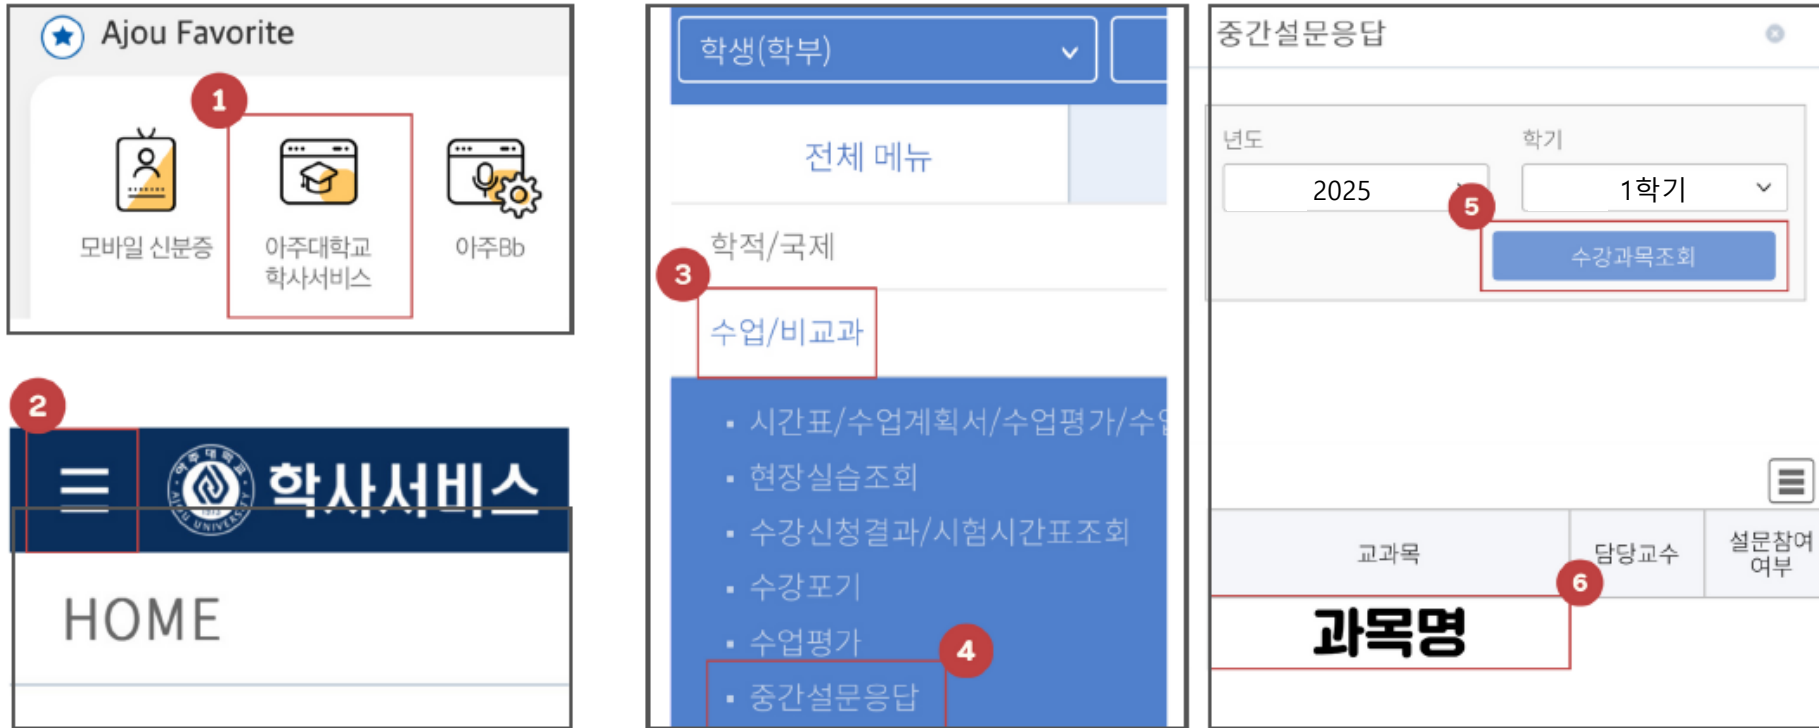 Ajou Favorite
1
모바일 신분증
아주대학교
학사서비스
아주Bb
2
학사서비스
HOME
학생(학부)
전체 메뉴
학적/국제
3
수업/비교과
시간표/수업계획서/수업평가/수업
현장실습조회
수강신청결과/시험시간표조회
수강포기
수업평가
4
중간설문응답
중간설문응답
년도
학기
2025
1학기
5
수강과목조회
교과목
담당교수
설문참여
여부
6
과목명